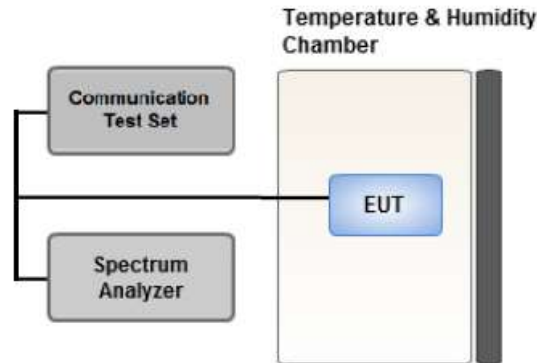 Temperature & Humidity
Chamber
Communication
Test Set
EUT
Spectrum
Analyzer